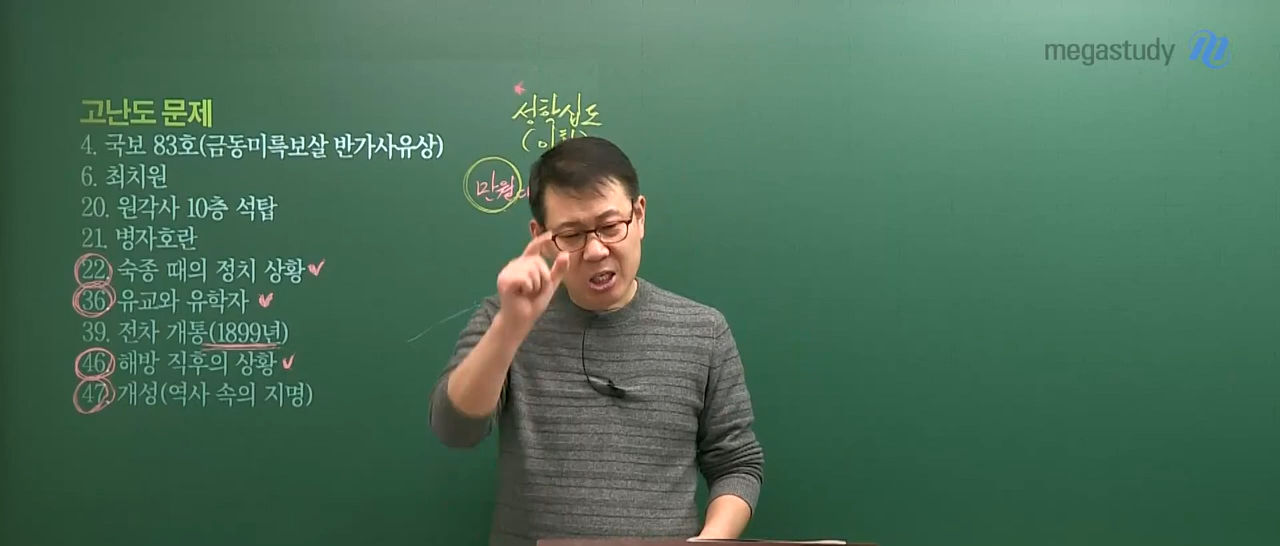 megastudy
고난도 문제
4. 국보 83호(금동미륵보살 반가사유상)
6. 최치원
20. 원각사 10층 석탑
21. 병자호란
22. 숙종 때의 정치 상황
36. 유교와 유학자
39. 전차 개통(1899년)
46. 해방 직후의 상황
47. 개성(역사 속의 지명)
성학십도
만월